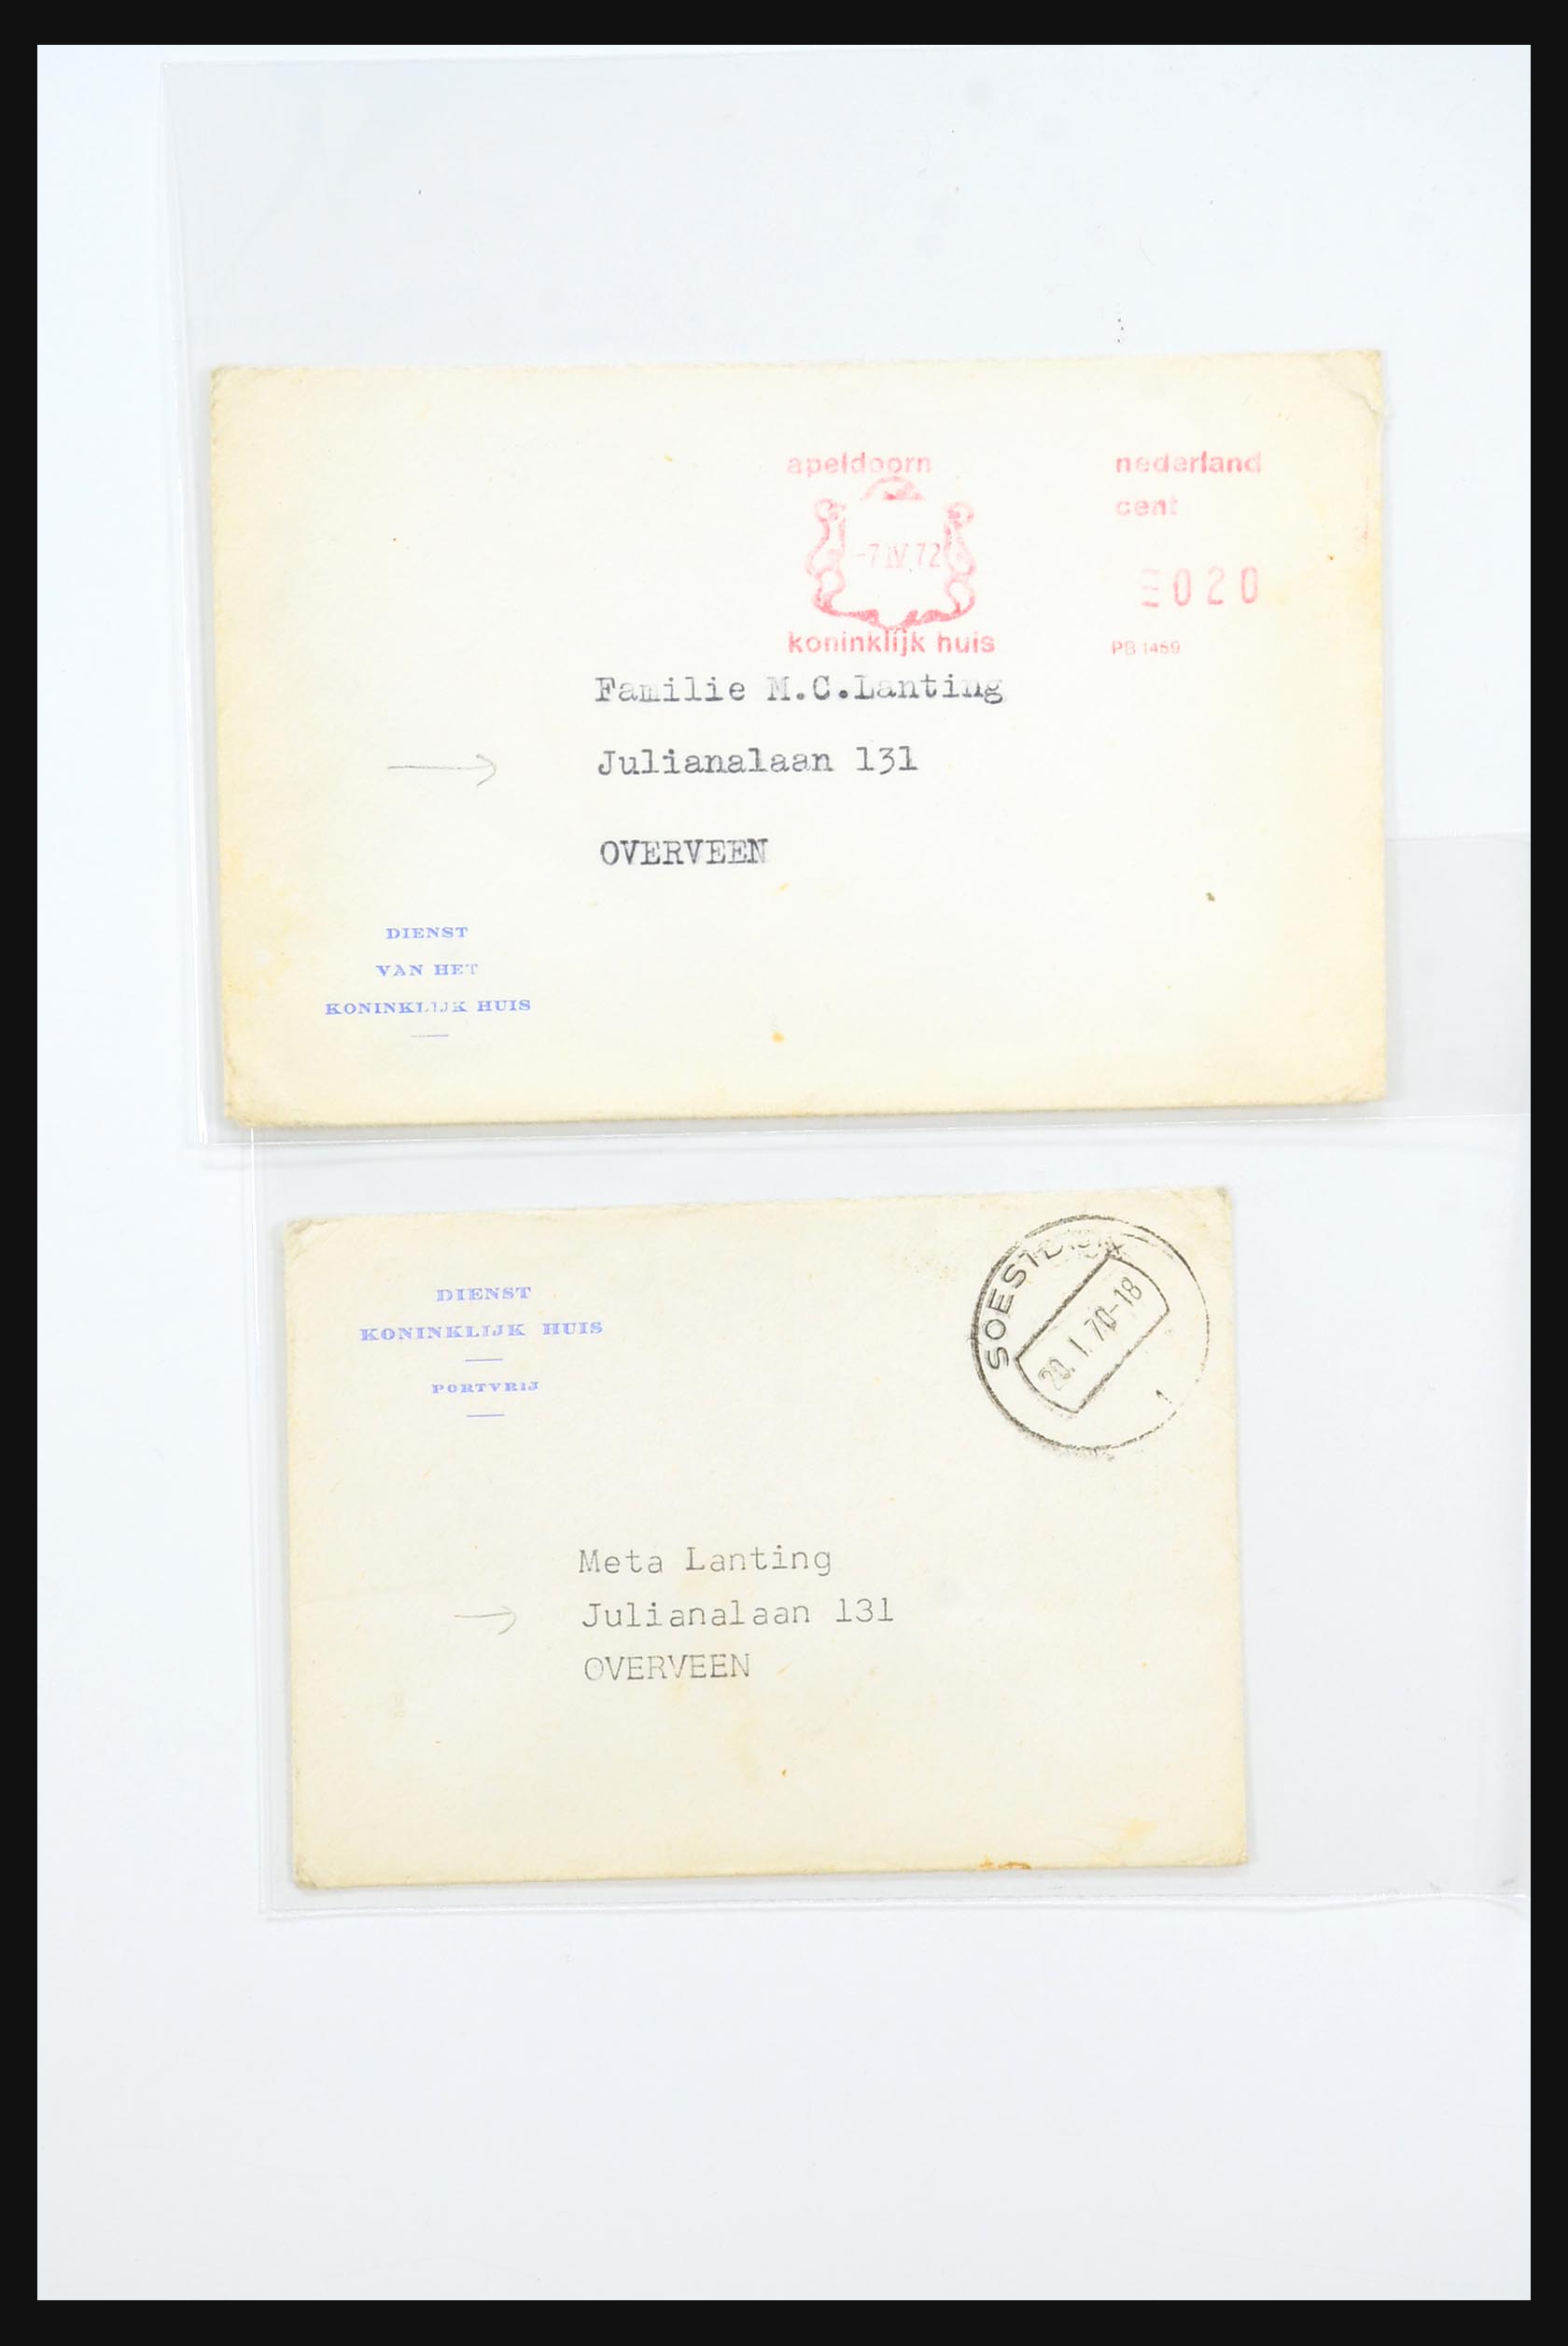 apeldoorn
nederland
cent
-7 IV 72
020
koninklijk huis
PB 1459
Familie M.C.Lanting
Julianalaan 131
OVERVEEN
DIENST
VAN HET
KONINKLIJK HUIS
DIENST
KONINKLIJK HUIS
PORTVRIJ
SOESTDIJK
20. I. 70-18
1
Meta Lanting
Julianalaan 131
OVERVEEN